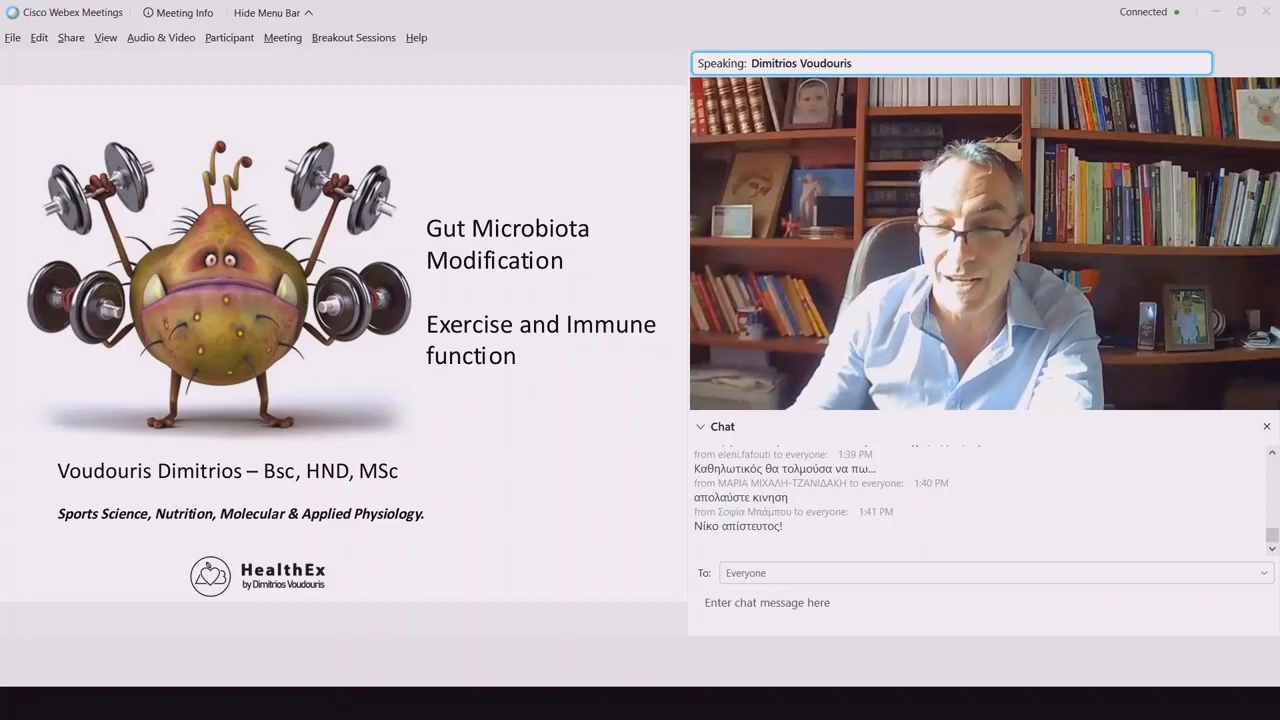 Cisco Webex Meetings
Meeting Info
Hide Menu Bar
Connected
File Edit Share View Audio & Video Participant Meeting Breakout Sessions Help
Speaking: Dimitrios Voudouris
Gut Microbiota
Modification
Exercise and Immune
function
Voudouris Dimitrios – Bsc, HND, MSc
Sports Science, Nutrition, Molecular & Applied Physiology.
HealthEx
by Dimitrios Voudouris
Chat
from eleni.fafouti to everyone: 1:39 PM
Καθηλωτικός θα τολμούσα να πω...
from ΜΑΡΙΑ ΜΙΧΑΛΗ-ΤΖΑΝΙΔΑΚΗ to everyone: 1:40 PM
απολαύστε κινηση
from Σοφία Μπάμπου to everyone: 1:41 PM
Νίκο απίστευτος!
To: Everyone
Enter chat message here